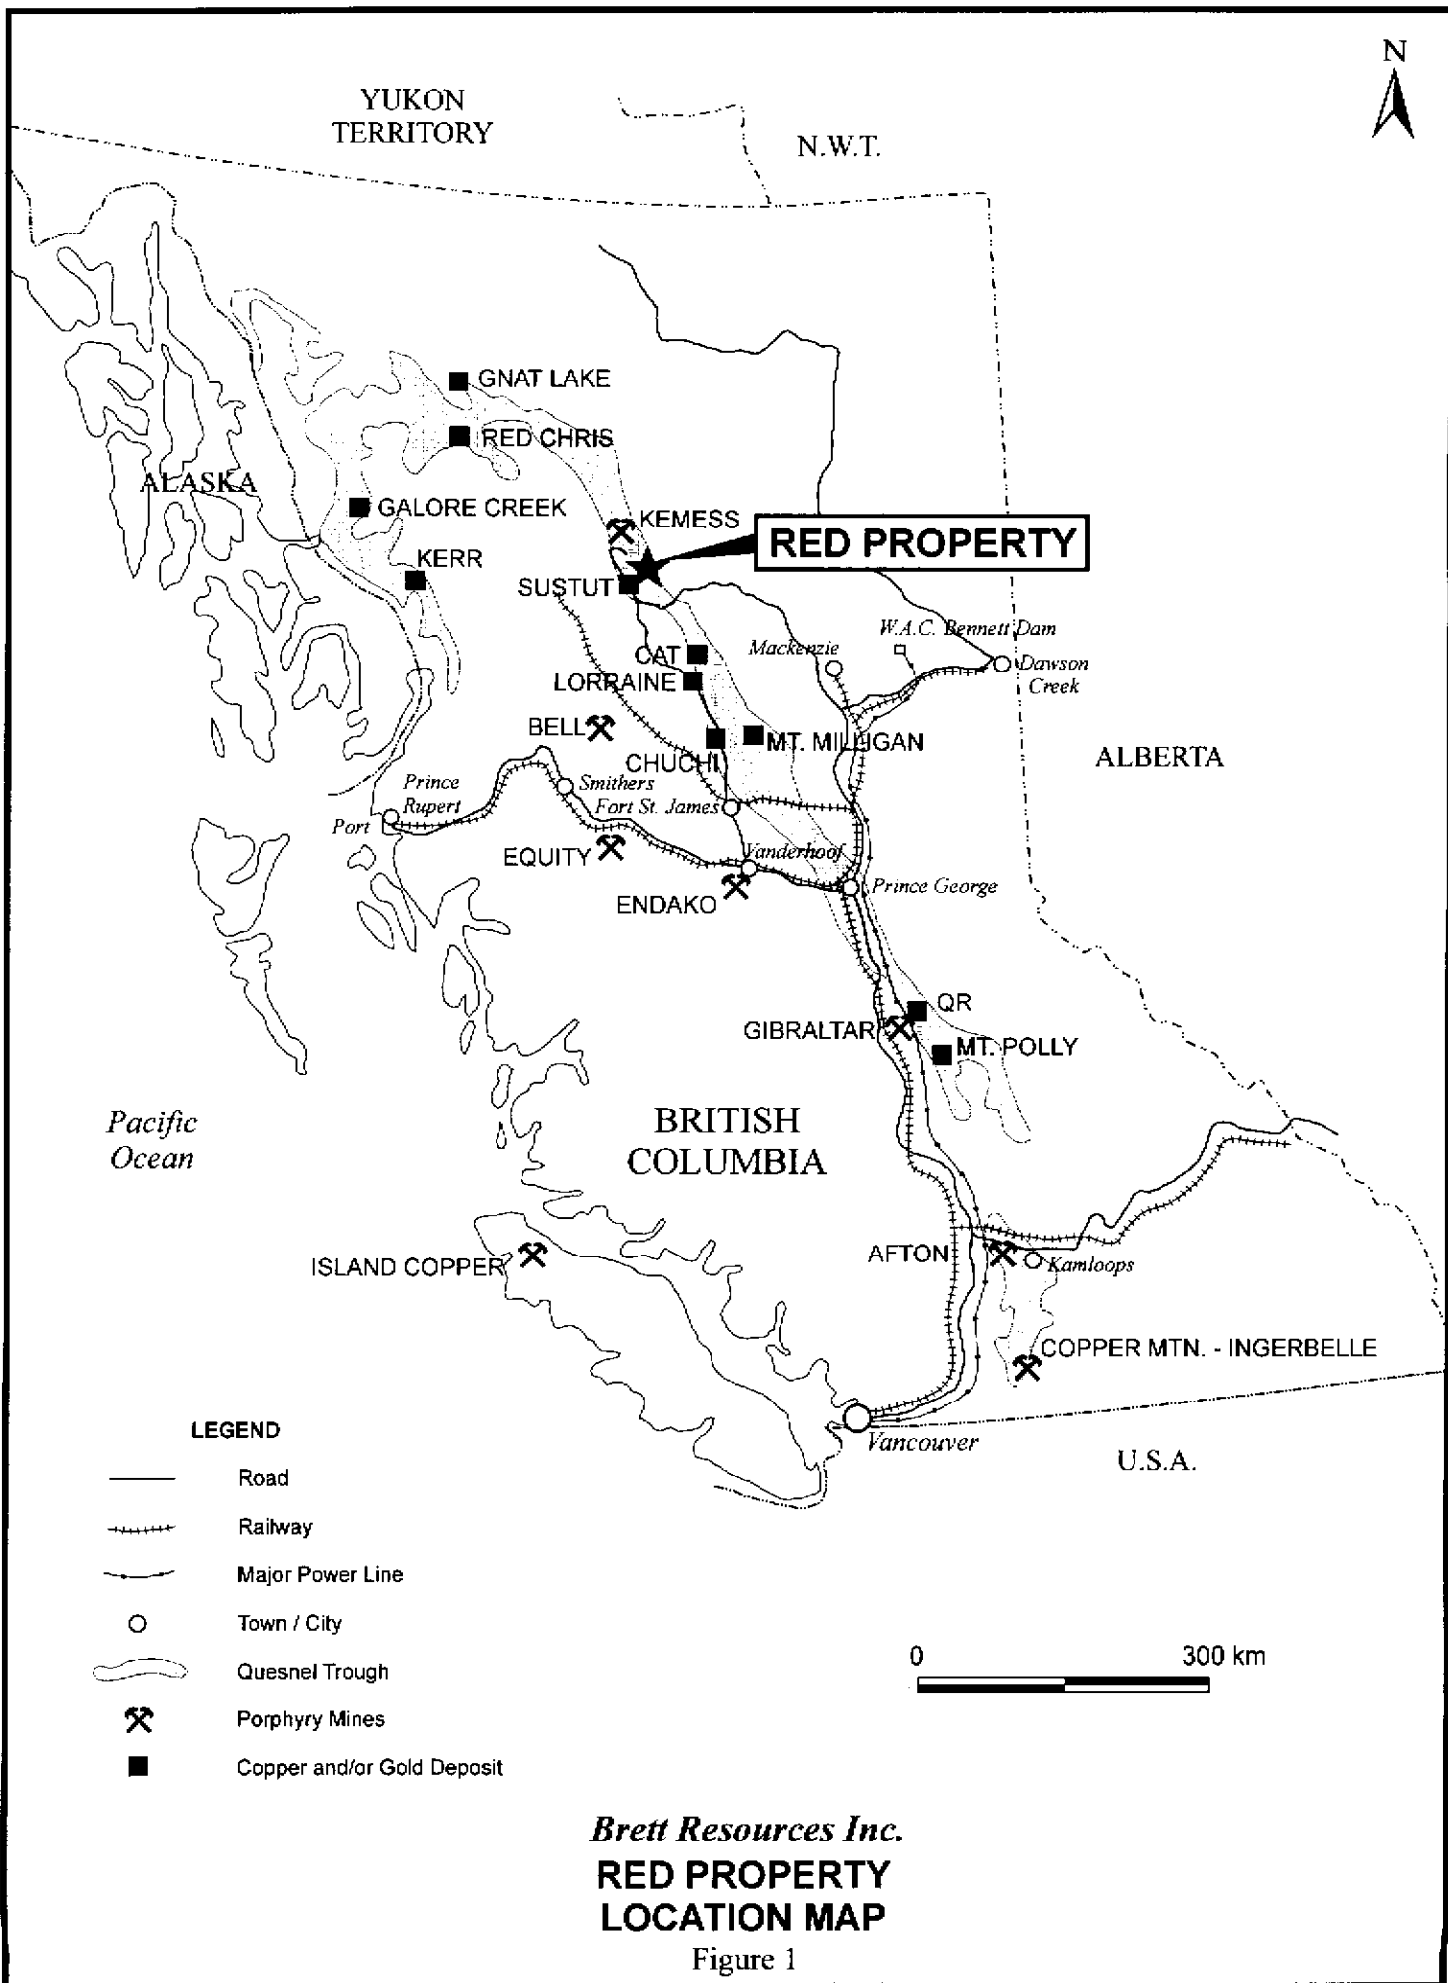 N
YUKON
TERRITORY
N.W.T.
GNAT LAKE
RED CHRIS
ALASKA
GALORE CREEK
KEMESS
RED PROPERTY
KERR
SUSTUT
W.A.C. Bennett Dam
Mackenzie
CAT
Dawson
Creek
LORRAINE
BELL
MT. MILLIGAN
ALBERTA
CHUCHI
Prince
Rupert
Smithers
Fort St. James
Port
EQUITY
Vanderhoof
ENDAKO
Prince George
QR
GIBRALTAR
MT. POLLY
Pacific
Ocean
BRITISH
COLUMBIA
AFTON
ISLAND COPPER
Kamloops
COPPER MTN. - INGERBELLE
Vancouver
U.S.A.
LEGEND
Road
Railway
Major Power Line
Town / City
Quesnel Trough
Porphyry Mines
Copper and/or Gold Deposit
0 300 km
Brett Resources Inc.
RED PROPERTY
LOCATION MAP
Figure 1